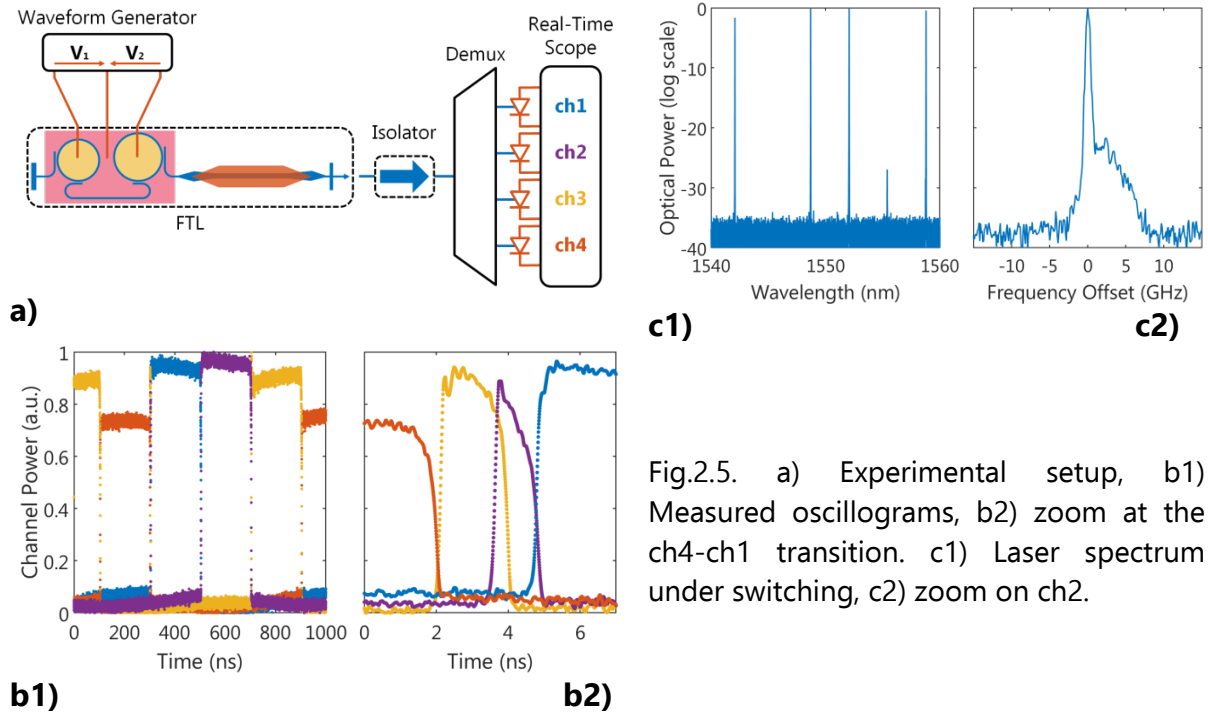 Waveform Generator
V₁ V₂
FTL
Isolator
Demux
Real-Time
Scope
ch1
ch2
ch3
ch4
a)
Optical Power (log scale)
0
-10
-20
-30
-40
1540 1550 1560
Wavelength (nm)
c1)
-10 -5 0 5 10
Frequency Offset (GHz)
c2)
Channel Power (a.u.)
1
0.8
0.6
0.4
0.2
0
0 200 400 600 800 1000
Time (ns)
b1)
0 2 4 6
Time (ns)
b2)
Fig.2.5. a) Experimental setup, b1)
Measured oscillograms, b2) zoom at the
ch4-ch1 transition. c1) Laser spectrum
under switching, c2) zoom on ch2.